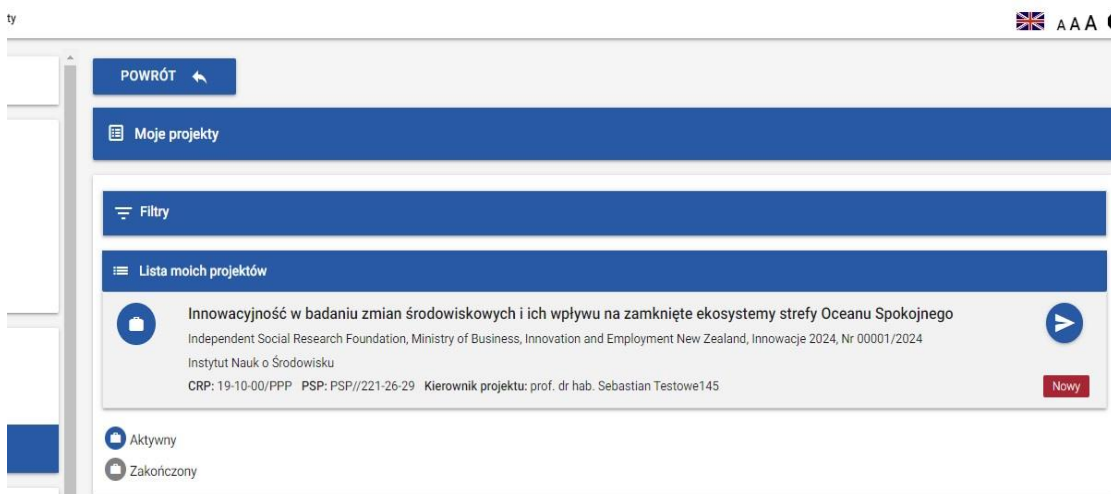 ty
A A A
POWRÓT
Moje projekty
Filtry
Lista moich projektów
Innowacyjność w badaniu zmian środowiskowych i ich wpływu na zamknięte ekosystemy strefy Oceanu Spokojnego
Independent Social Research Foundation, Ministry of Business, Innovation and Employment New Zealand, Innowacje 2024, Nr 00001/2024
Instytut Nauk o Środowisku
CRP: 19-10-00/PPP PSP: PSP//221-26-29 Kierownik projektu: prof. dr hab. Sebastian Testowe145
Nowy
Aktywny
Zakończony